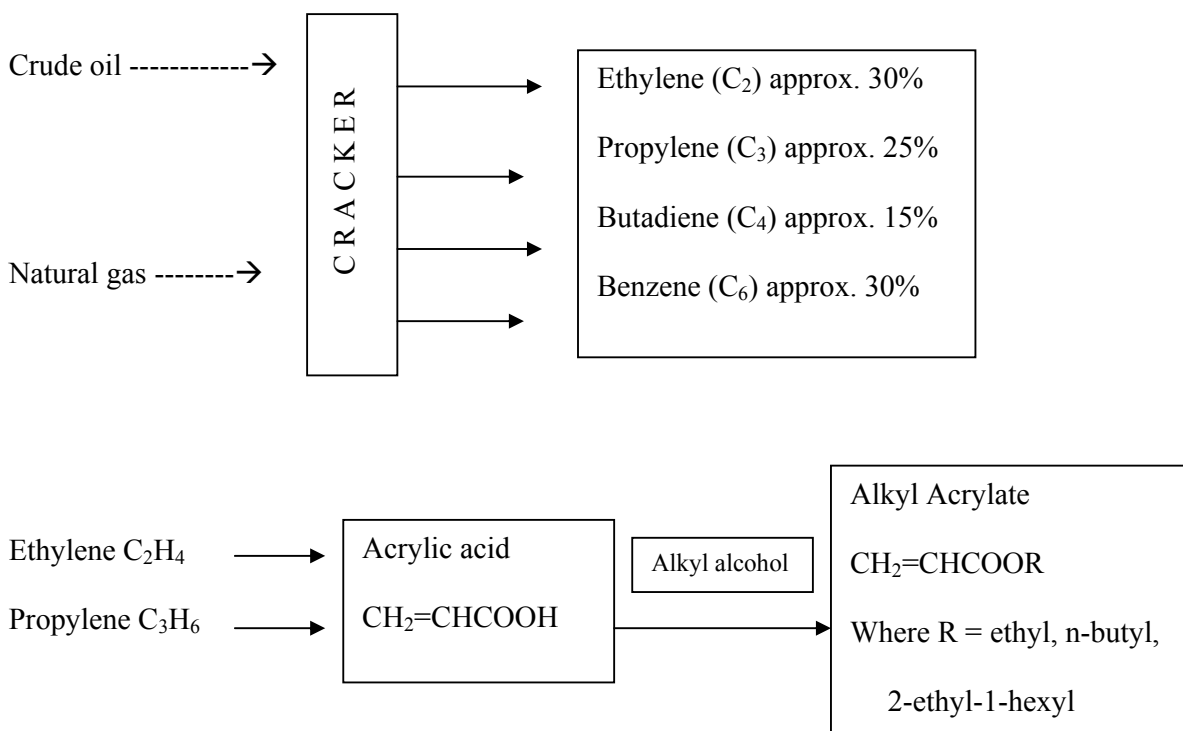 Crude oil ------------→
Natural gas --------→
C R A C K E R
Ethylene (C₂) approx. 30%
Propylene (C₃) approx. 25%
Butadiene (C₄) approx. 15%
Benzene (C₆) approx. 30%
Ethylene C₂H₄
Propylene C₃H₆
Acrylic acid
CH₂=CHCOOH
Alkyl alcohol
Alkyl Acrylate
CH₂=CHCOOR
Where R = ethyl, n-butyl,
2-ethyl-1-hexyl